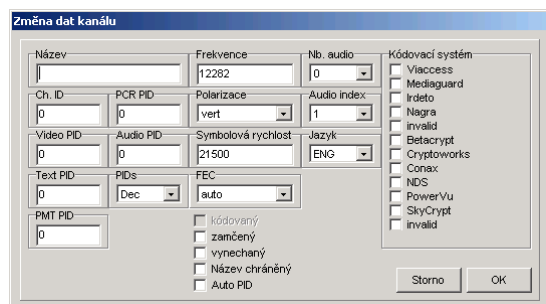 Změna dat kanálu
Název
Frekvence
12282
Nb. audio
0
Kódovací systém
Viaccess
Mediaguard
Irdeto
Nagra
invalid
Betacrypt
Cryptoworks
Conax
NDS
PowerVu
SkyCrypt
invalid
Ch. ID
0
PCR PID
0
Polarizace
vert
Audio index
1
Video PID
0
Audio PID
0
Symbolová rychlost
21500
Jazyk
ENG
Text PID
0
PIDs
Dec
FEC
auto
PMT PID
0
kódovaný
zamčený
vynechaný
Název chráněný
Auto PID
Storno
OK